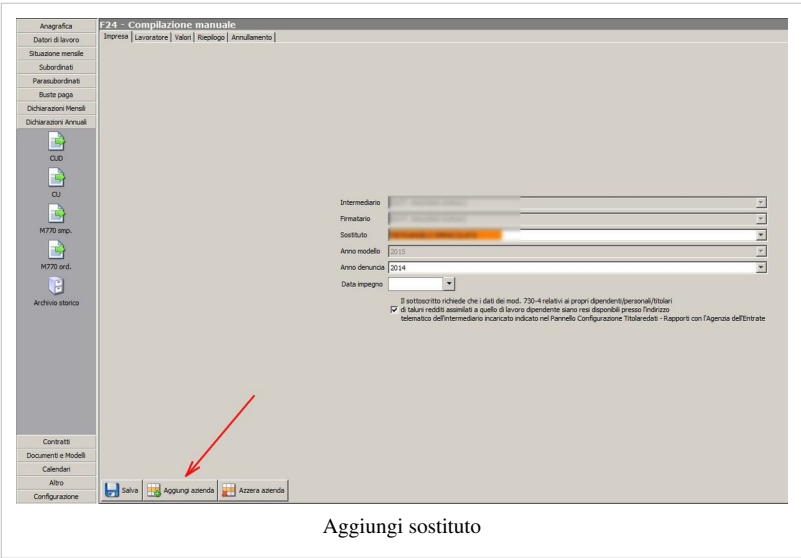 F24 - Compilazione manuale
Impresa Lavoratore Valori Riepilogo Annullamento
Anagrafica
Datori di lavoro
Situazione mensile
Subordinati
Parasubordinati
Buste paga
Dichiarazioni Mensili
Dichiarazioni Annuali
CUD
CU
M770 smp.
M770 ord.
Archivio storico
Contratti
Documenti e Modelli
Calendari
Altro
Configurazione
Intermediario
Firmatario
Sostituto
Anno modello 2015
Anno denuncia 2014
Data impegno
Il sottoscritto richiede che i dati dei mod. 730-4 relativi ai propri dipendenti/personali/titolari
di taluni redditi assimilati a quello di lavoro dipendente siano resi disponibili presso l'indirizzo
telematico dell'intermediario incaricato indicato nel Pannello Configurazione Titolaredati - Rapporti con l'Agenzia dell'Entrate
Salva Aggiungi azienda Azzera azienda
Aggiungi sostituto